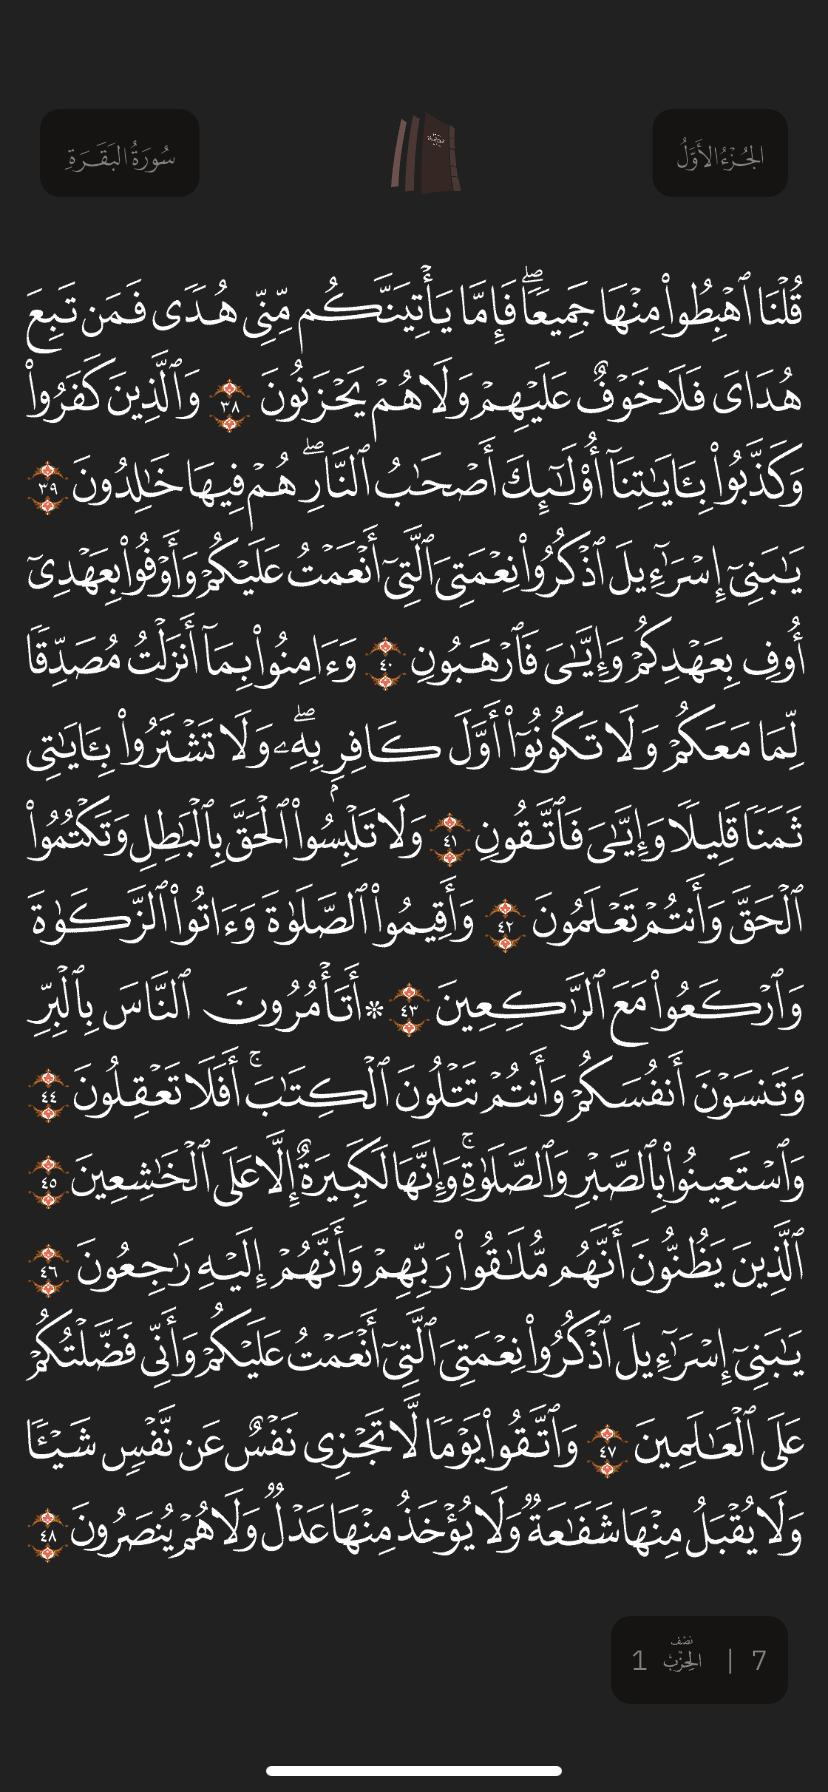 سُورَةُ البَقَرَةِ
الجُزْءُ الأَوَّلُ
قُلْنَا ٱهْبِطُوا۟ مِنْهَا جَمِيعًۭا ۖ فَإِمَّا يَأْتِيَنَّكُم مِّنِّى هُدًۭى فَمَن تَبِعَ
هُدَاىَ فَلَا خَوْفٌ عَلَيْهِمْ وَلَا هُمْ يَحْزَنُونَ ٣٨ وَٱلَّذِينَ كَفَرُوا۟
وَكَذَّبُوا۟ بِـَٔايَـٰتِنَآ أُو۟لَـٰٓئِكَ أَصْحَـٰبُ ٱلنَّارِ ۖ هُمْ فِيهَا خَـٰلِدُونَ ٣٩
يَـٰبَنِىٓ إِسْرَٰٓءِيلَ ٱذْكُرُوا۟ نِعْمَتِىَ ٱلَّتِىٓ أَنْعَمْتُ عَلَيْكُمْ وَأَوْفُوا۟ بِعَهْدِىٓ
أُوفِ بِعَهْدِكُمْ وَإِيَّـٰىَ فَٱرْهَبُونِ ٤٠ وَءَامِنُوا۟ بِمَآ أَنزَلْتُ مُصَدِّقًۭا
لِّمَا مَعَكُمْ وَلَا تَكُونُوٓا۟ أَوَّلَ كَافِرٍۭ بِهِۦ ۖ وَلَا تَشْتَرُوا۟ بِـَٔايَـٰتِى
ثَمَنًۭا قَلِيلًۭا وَإِيَّـٰىَ فَٱتَّقُونِ ٤١ وَلَا تَلْبِسُوا۟ ٱلْحَقَّ بِٱلْبَـٰطِلِ وَتَكْتُمُوا۟
ٱلْحَقَّ وَأَنتُمْ تَعْلَمُونَ ٤٢ وَأَقِيمُوا۟ ٱلصَّلَوٰةَ وَءَاتُوا۟ ٱلزَّكَوٰةَ
وَٱرْكَعُوا۟ مَعَ ٱلرَّٰكِعِينَ ٤٣ ۞ أَتَأْمُرُونَ ٱلنَّاسَ بِٱلْبِرِّ
وَتَنسَوْنَ أَنفُسَكُمْ وَأَنتُمْ تَتْلُونَ ٱلْكِتَـٰبَ ۚ أَفَلَا تَعْقِلُونَ ٤٤
وَٱسْتَعِينُوا۟ بِٱلصَّبْرِ وَٱلصَّلَوٰةِ ۚ وَإِنَّهَا لَكَبِيرَةٌ إِلَّا عَلَى ٱلْخَـٰشِعِينَ ٤٥
ٱلَّذِينَ يَظُنُّونَ أَنَّهُم مُّلَـٰقُوا۟ رَبِّهِمْ وَأَنَّهُمْ إِلَيْهِ رَٰجِعُونَ ٤٦
يَـٰبَنِىٓ إِسْرَٰٓءِيلَ ٱذْكُرُوا۟ نِعْمَتِىَ ٱلَّتِىٓ أَنْعَمْتُ عَلَيْكُمْ وَأَنِّى فَضَّلْتُكُمْ
عَلَى ٱلْعَـٰلَمِينَ ٤٧ وَٱتَّقُوا۟ يَوْمًۭا لَّا تَجْزِى نَفْسٌ عَن نَّفْسٍۢ شَيْـًۭٔا
وَلَا يُقْبَلُ مِنْهَا شَفَـٰعَةٌۭ وَلَا يُؤْخَذُ مِنْهَا عَدْلٌۭ وَلَا هُمْ يُنصَرُونَ ٤٨
7 | نصف الحزب 1